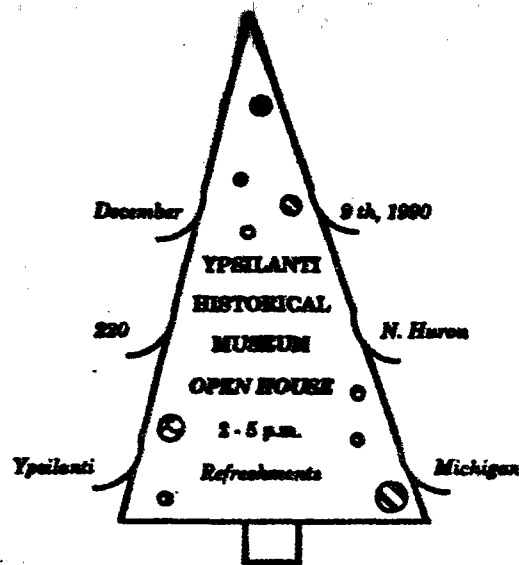 December 9 th, 1990
YPSILANTI
HISTORICAL
220 N. Huron
MUSEUM
OPEN HOUSE
2 - 5 p.m.
Ypsilanti Michigan
Refreshments